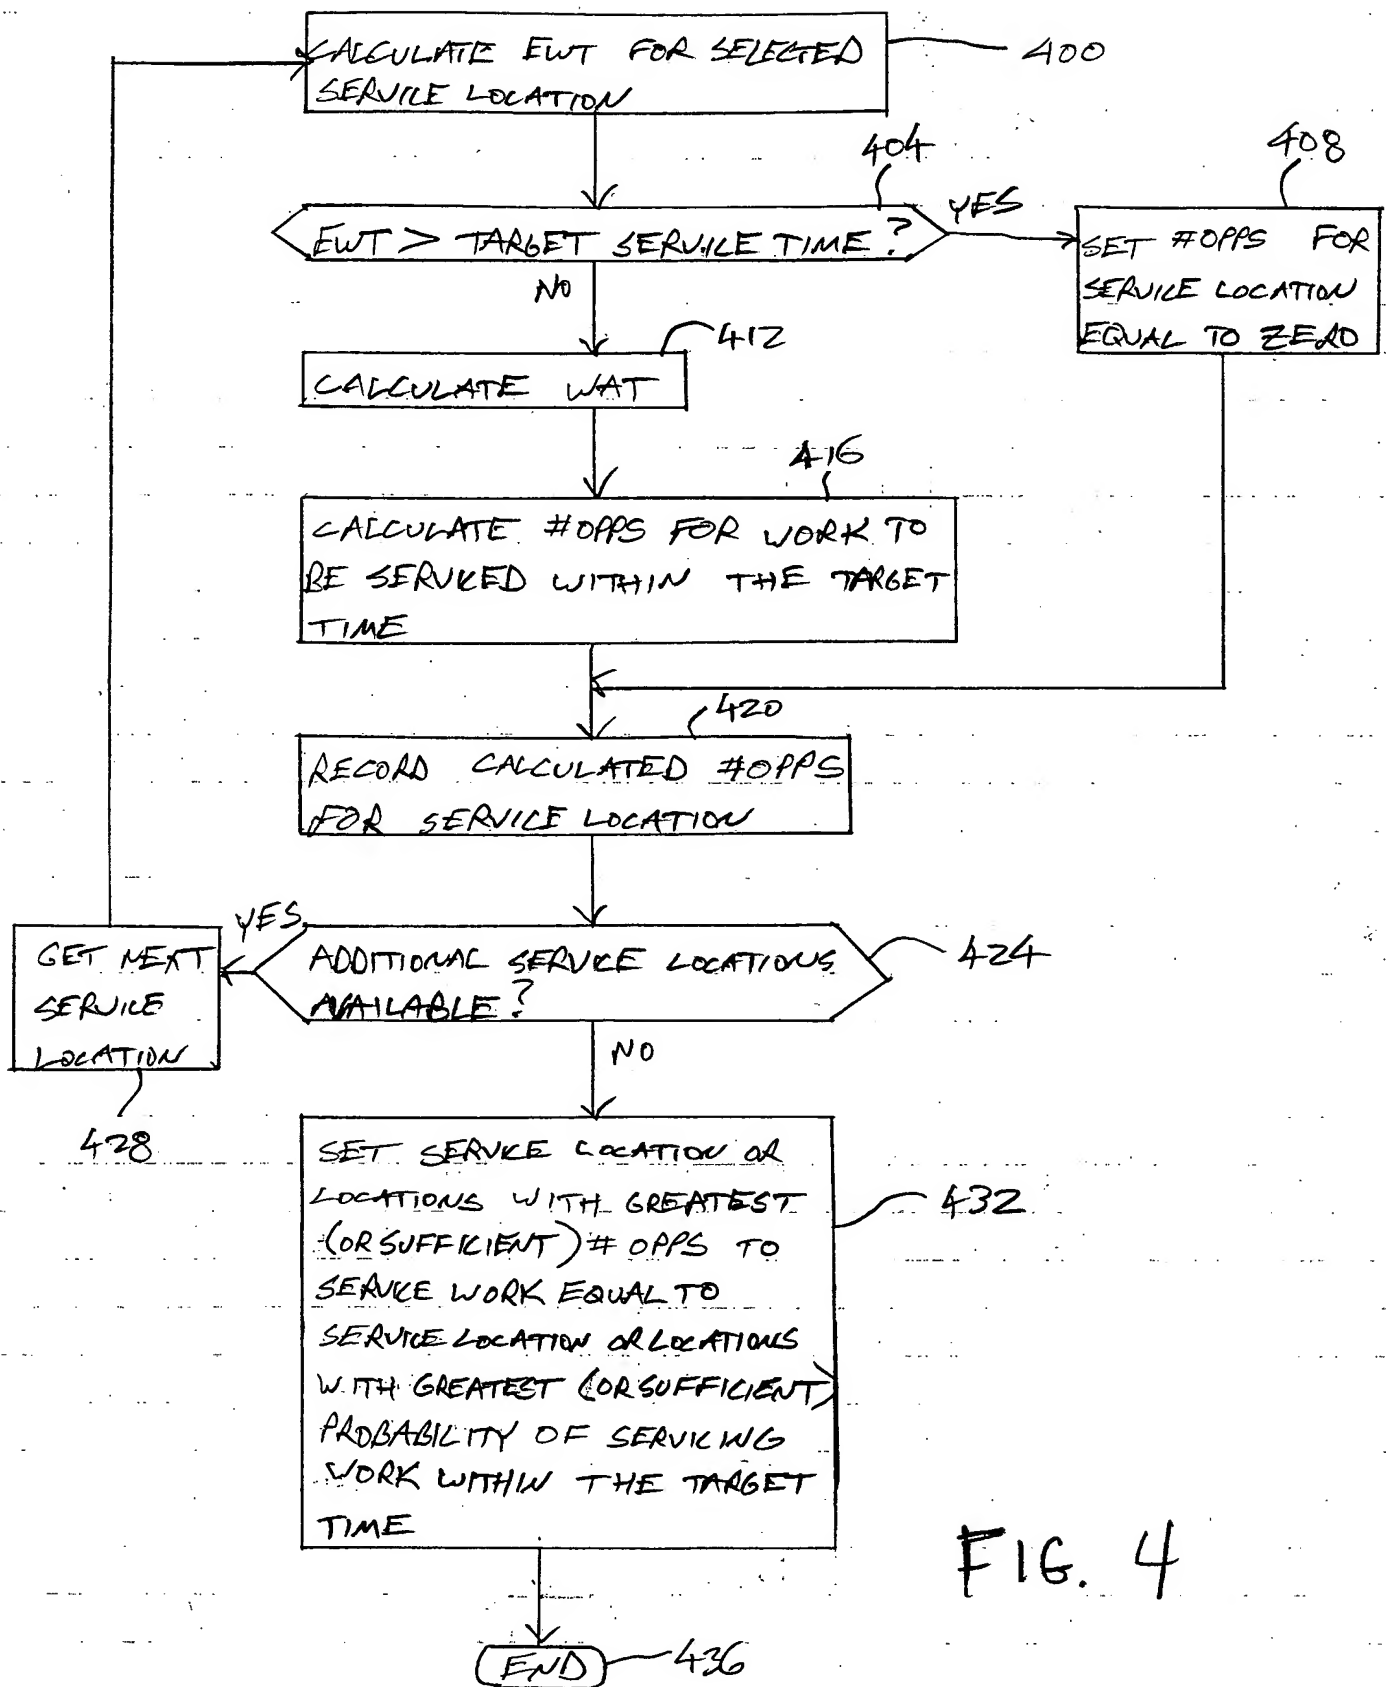 CALCULATE EWT FOR SELECTED
SERVICE LOCATION
400
404
408
EWT > TARGET SERVICE TIME?
YES
SET #OPPS FOR
SERVICE LOCATION
EQUAL TO ZERO
NO
412
CALCULATE WAT
416
CALCULATE #OPPS FOR WORK TO
BE SERVICED WITHIN THE TARGET
TIME
420
RECORD CALCULATED #OPPS
FOR SERVICE LOCATION
YES
GET NEXT
SERVICE
LOCATION
428
ADDITIONAL SERVICE LOCATIONS
AVAILABLE?
424
NO
SET SERVICE LOCATION OR
LOCATIONS WITH GREATEST
(OR SUFFICIENT) # OPPS TO
SERVICE WORK EQUAL TO
SERVICE LOCATION OR LOCATIONS
WITH GREATEST (OR SUFFICIENT)
PROBABILITY OF SERVICING
WORK WITHIN THE TARGET
TIME
432
END
436
FIG. 4